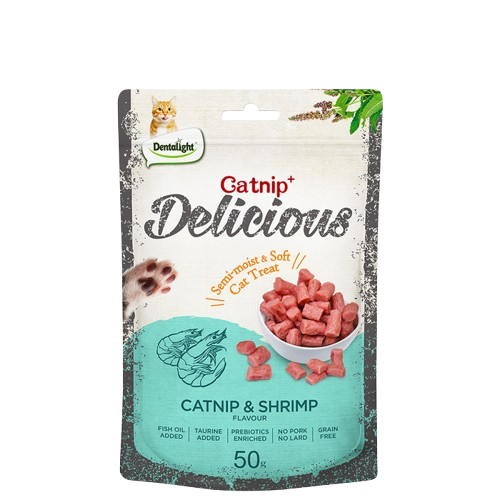 Dentalight
Catnip+
Delicious
Semi-moist & Soft
Cat Treat
CATNIP & SHRIMP
FLAVOUR
FISH OIL ADDED | TAURINE ADDED | PREBIOTICS ENRICHED | NO PORK NO LARD | GRAIN FREE
50g